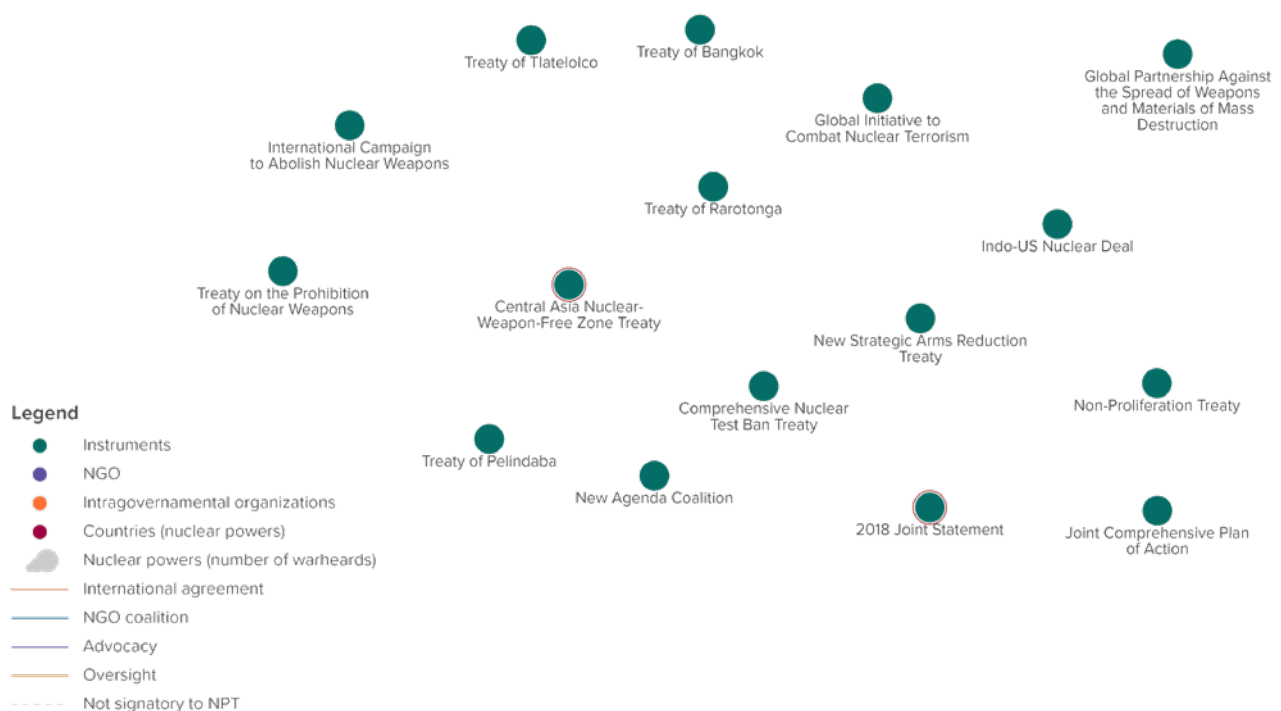 Treaty of Tlatelolco
Treaty of Bangkok
Global Partnership Against
the Spread of Weapons
and Materials of Mass
Destruction
Global Initiative to
Combat Nuclear Terrorism
International Campaign
to Abolish Nuclear Weapons
Treaty of Rarotonga
Indo-US Nuclear Deal
Treaty on the Prohibition
of Nuclear Weapons
Central Asia Nuclear-
Weapon-Free Zone Treaty
New Strategic Arms Reduction
Treaty
Non-Proliferation Treaty
Comprehensive Nuclear
Test Ban Treaty
Treaty of Pelindaba
New Agenda Coalition
2018 Joint Statement
Joint Comprehensive Plan
of Action
Legend
Instruments
NGO
Intragovernamental organizations
Countries (nuclear powers)
Nuclear powers (number of warheards)
International agreement
NGO coalition
Advocacy
Oversight
Not signatory to NPT